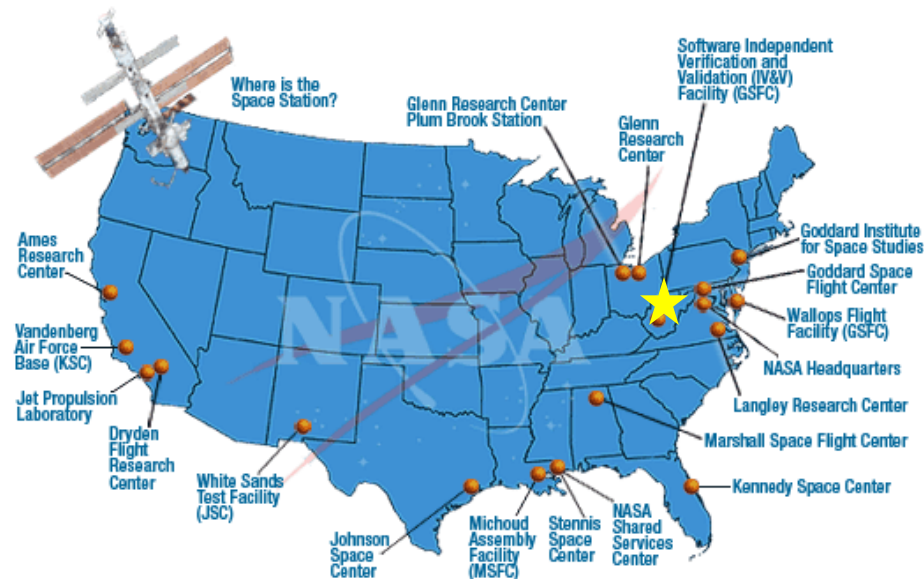 Where is the
Space Station?
Software Independent
Verification and
Validation (IV&V)
Facility (GSFC)
Glenn Research Center
Plum Brook Station
Glenn
Research
Center
Ames
Research
Center
Goddard Institute
for Space Studies
Goddard Space
Flight Center
Wallops Flight
Facility (GSFC)
NASA
Vandenberg
Air Force
Base (KSC)
NASA Headquarters
Jet Propulsion
Laboratory
Langley Research Center
Dryden
Flight
Research
Center
Marshall Space Flight Center
White Sands
Test Facility
(JSC)
Kennedy Space Center
Johnson
Space
Center
Michoud
Assembly
Facility
(MSFC)
Stennis
Space
Center
NASA
Shared
Services
Center